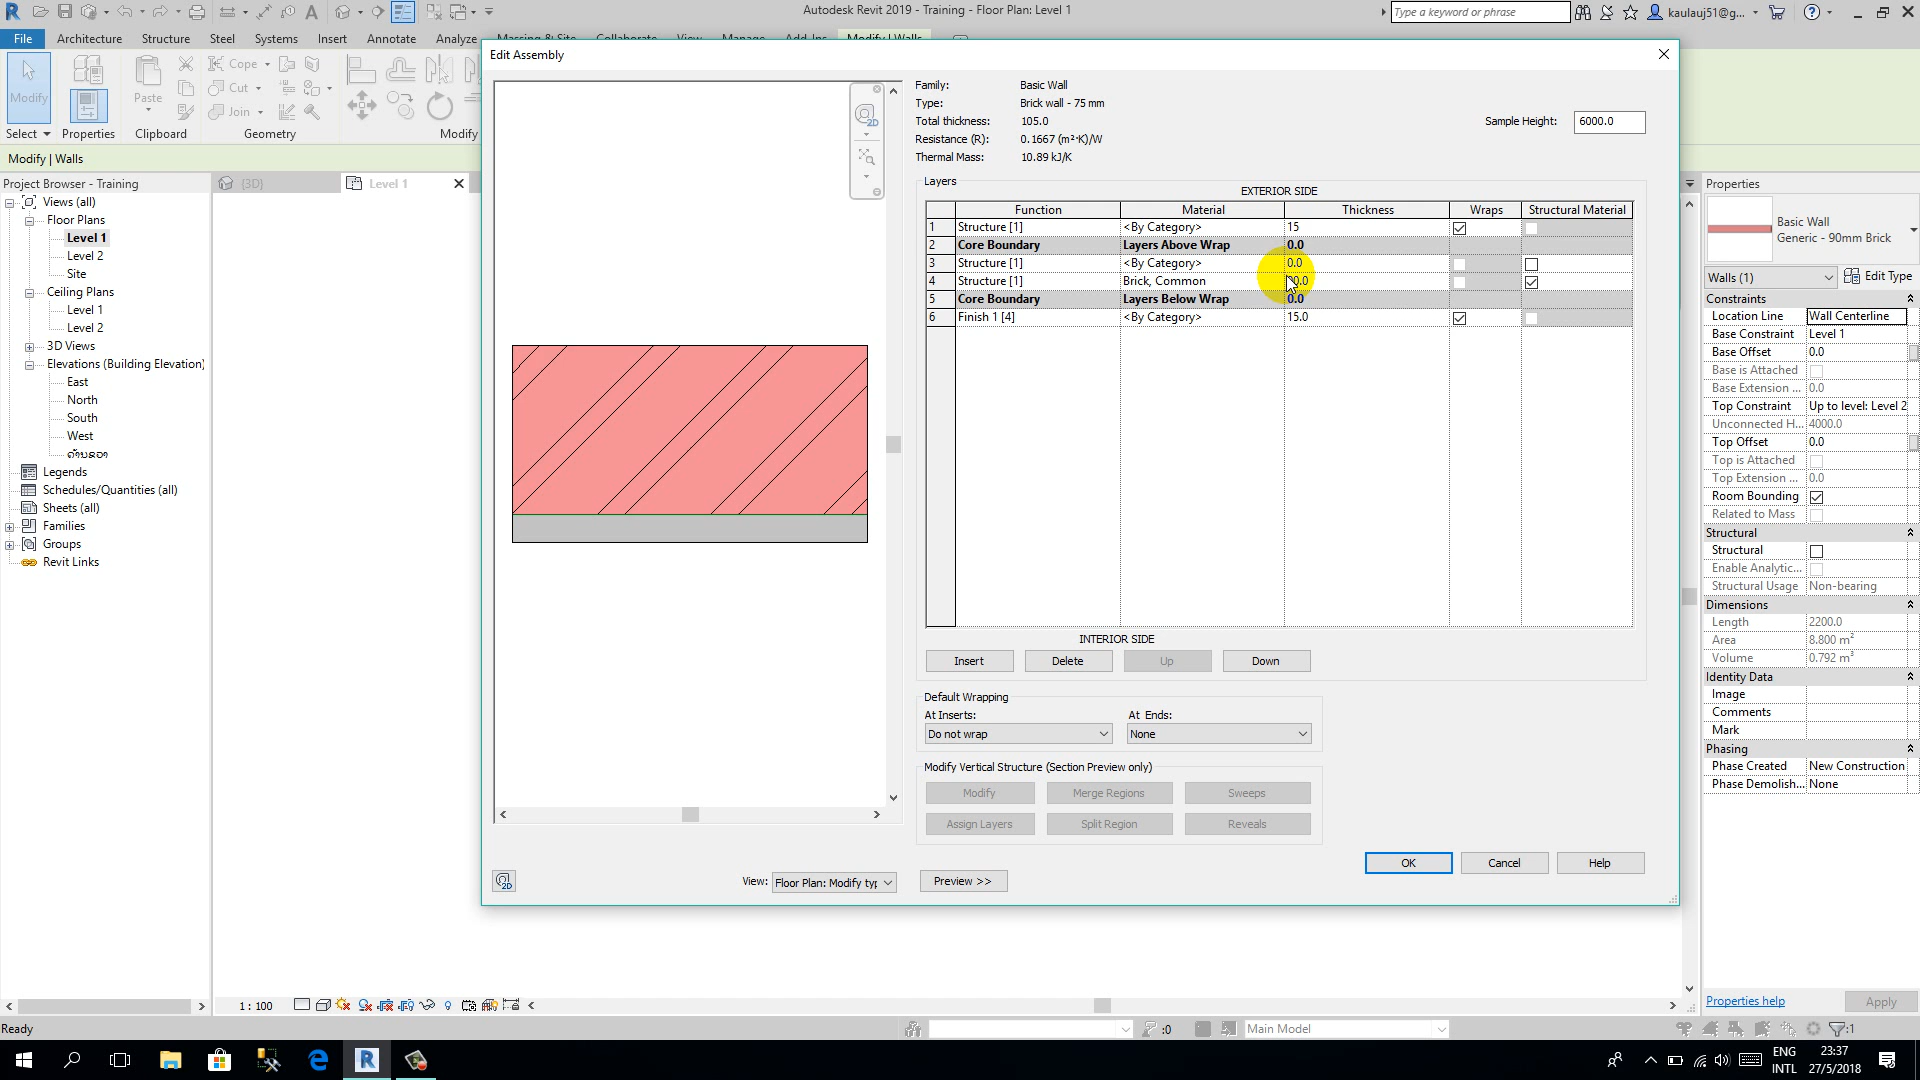 Autodesk Revit 2019 - Training - Floor Plan: Level 1
Type a keyword or phrase
kaulauj51@g...
File
Architecture
Structure
Steel
Systems
Insert
Annotate
Analyze
Massing & Site
Collaborate
View
Manage
Add-Ins
Modify | Walls
Modify
Select
Properties
Paste
Clipboard
Cope
Cut
Join
Geometry
Modify
Modify | Walls
Project Browser - Training
Views (all)
Floor Plans
Level 1
Level 2
Site
Ceiling Plans
Level 1
Level 2
3D Views
Elevations (Building Elevation)
East
North
South
West
Legends
Schedules/Quantities (all)
Sheets (all)
Families
Groups
Revit Links
{3D}
Level 1
Edit Assembly
2D
Family: Basic Wall
Type: Brick wall - 75 mm
Total thickness: 105.0
Resistance (R): 0.1667 (m²·K)/W
Thermal Mass: 10.89 kJ/K
Sample Height: 6000.0
Layers
EXTERIOR SIDE
Function Material Thickness Wraps Structural Material
1 Structure [1] <By Category> 15
2 Core Boundary Layers Above Wrap 0.0
3 Structure [1] <By Category> 0.0
4 Structure [1] Brick, Common
5 Core Boundary Layers Below Wrap 0.0
6 Finish 1 [4] <By Category> 15.0
INTERIOR SIDE
Insert Delete Up Down
Default Wrapping
At Inserts: At Ends:
Do not wrap None
Modify Vertical Structure (Section Preview only)
Modify Merge Regions Sweeps
Assign Layers Split Region Reveals
OK Cancel Help
View: Floor Plan: Modify typ Preview >>
Properties
Basic Wall
Generic - 90mm Brick
Walls (1) Edit Type
Constraints
Location Line Wall Centerline
Base Constraint Level 1
Base Offset 0.0
Base is Attached
Base Extension ... 0.0
Top Constraint Up to level: Level 2
Unconnected H... 4000.0
Top Offset 0.0
Top is Attached
Top Extension ... 0.0
Room Bounding
Related to Mass
Structural
Structural
Enable Analytic...
Structural Usage Non-bearing
Dimensions
Length 2200.0
Area 8.800 m²
Volume 0.792 m³
Identity Data
Image
Comments
Mark
Phasing
Phase Created New Construction
Phase Demolish... None
Properties help Apply
1 : 100
Ready
:0
Main Model
:1
ENG
INTL
23:37
27/5/2018